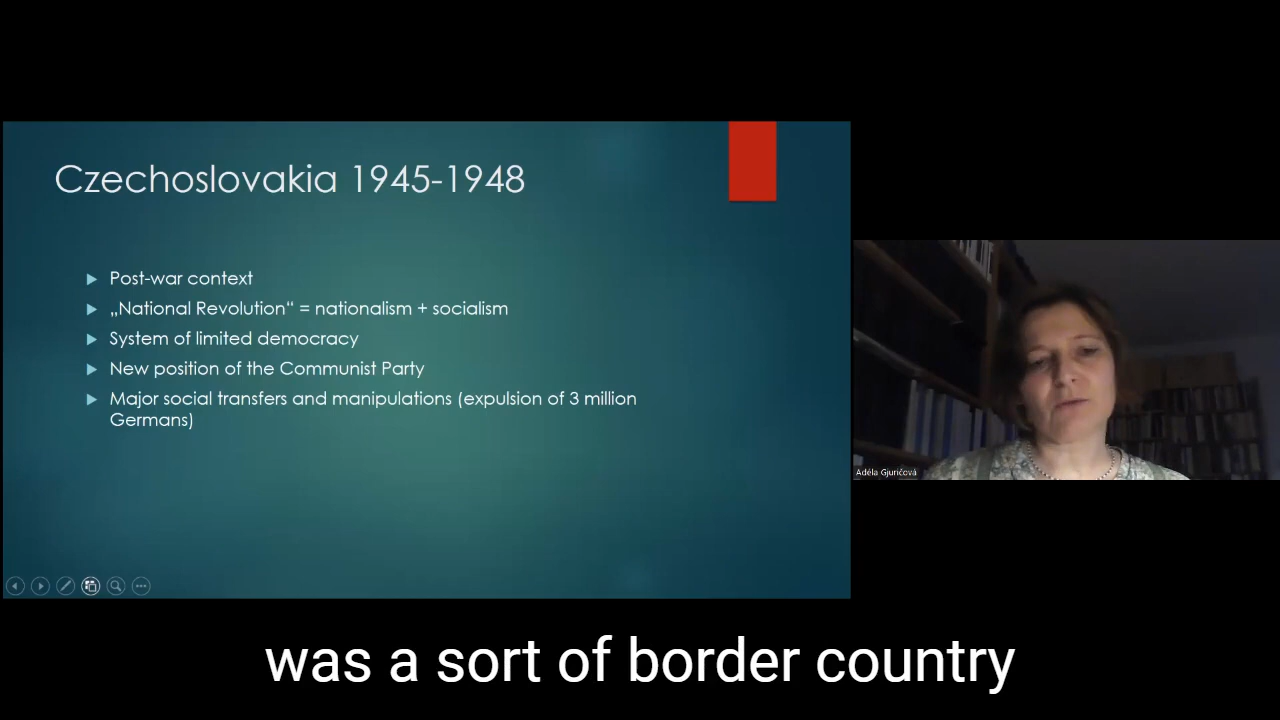 Czechoslovakia 1945-1948
Post-war context
„National Revolution“ = nationalism + socialism
System of limited democracy
New position of the Communist Party
Major social transfers and manipulations (expulsion of 3 million
Germans)
Adéla Gjuričová
was a sort of border country